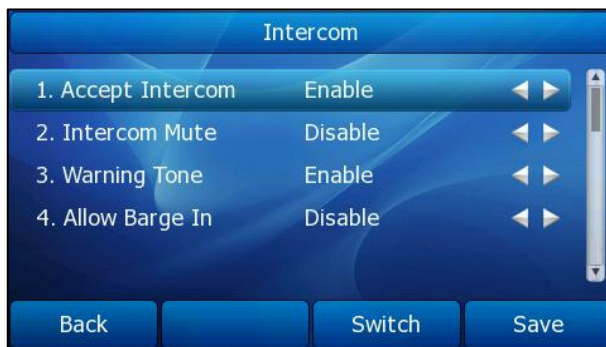 Intercom
1. Accept Intercom Enable
2. Intercom Mute Disable
3. Warning Tone Enable
4. Allow Barge In Disable
Back Switch Save